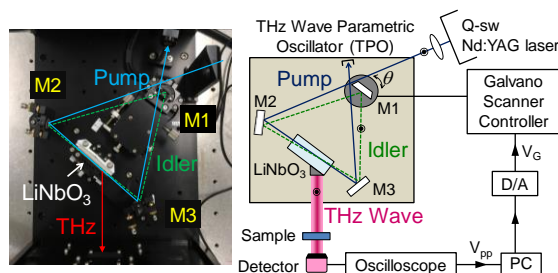 Pump
M2
M1
Idler
LiNbO3
THz
M3
THz Wave Parametric
Oscillator (TPO)
Q-sw
Nd:YAG laser
Pump
θ
M2
M1
Galvano
Scanner
Controller
LiNbO3
Idler
M3
VG
D/A
THz Wave
Sample
Vpp
Detector
Oscilloscope
PC